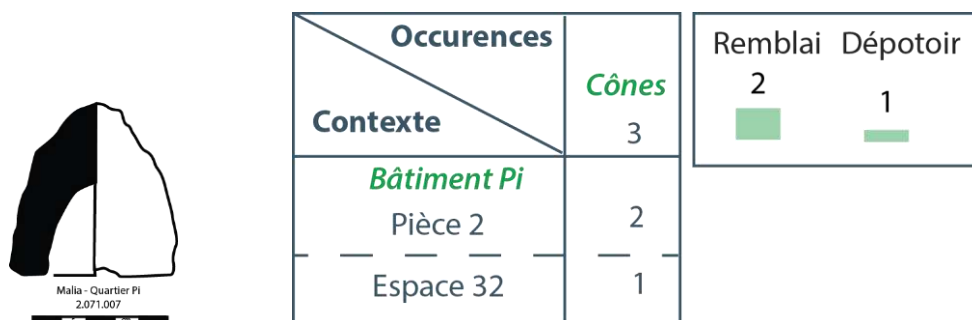 Malia - Quartier Pi
2.071.007
Occurences
Contexte
Cônes
3
Bâtiment Pi
Pièce 2
2
Espace 32
1
Remblai Dépotoir
2
1